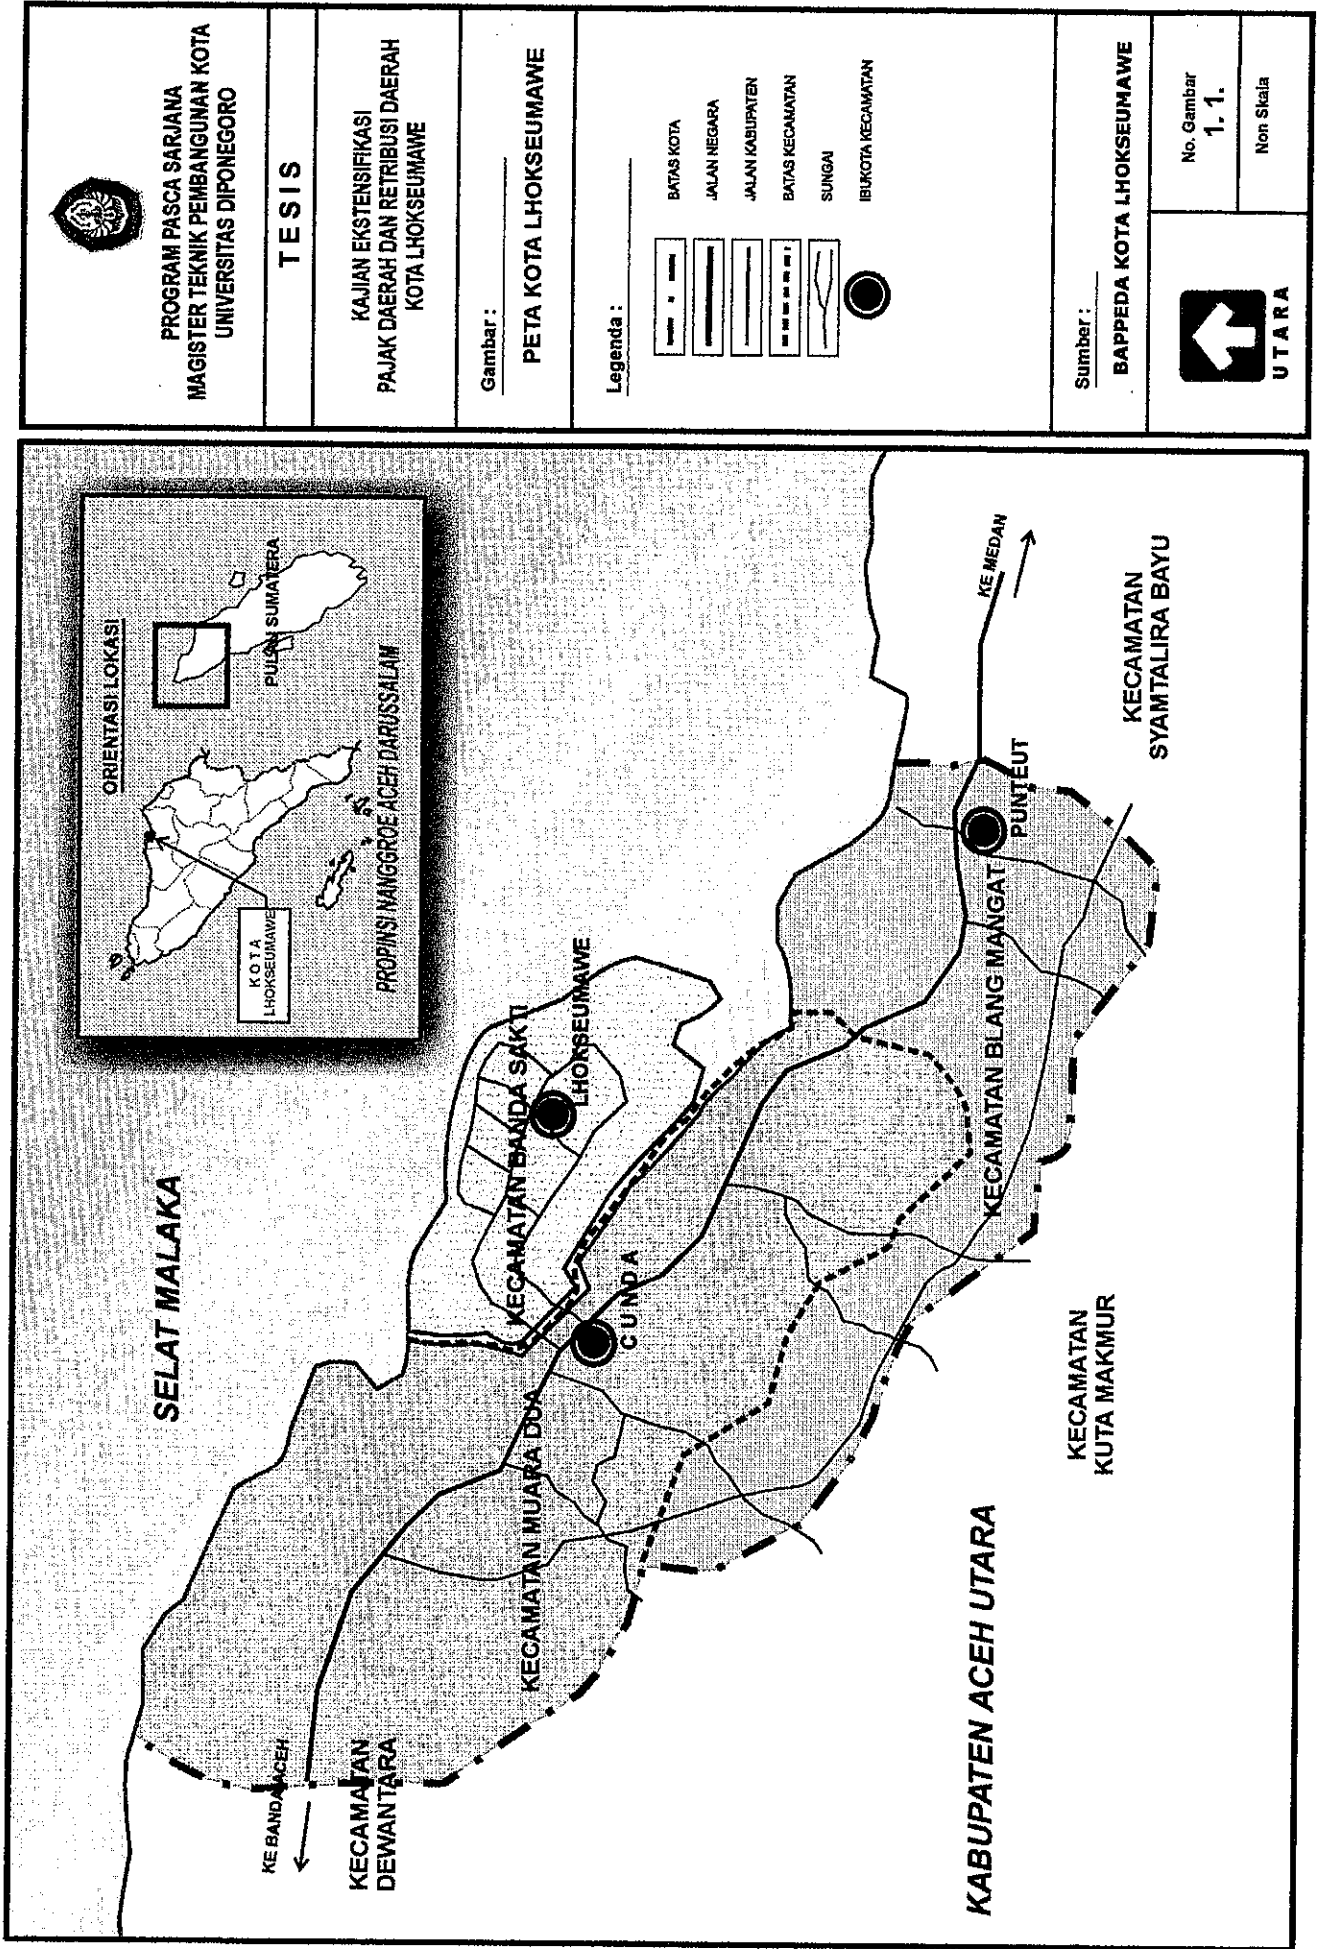 PROGRAM PASCA SARJANA
MAGISTER TEKNIK PEMBANGUNAN KOTA
UNIVERSITAS DIPONEGORO
TESIS
KAJIAN EKSTENSIFIKASI
PAJAK DAERAH DAN RETRIBUSI DAERAH
KOTA LHOKSEUMAWE
Gambar :
PETA KOTA LHOKSEUMAWE
Legenda :
BATAS KOTA
JALAN NEGARA
JALAN KABUPATEN
BATAS KECAMATAN
SUNGAI
IBUKOTA KECAMATAN
Sumber :
BAPPEDA KOTA LHOKSEUMAWE
UTARA
No. Gambar
1. 1.
Non Skala
ORIENTASI LOKASI
PULAU SUMATERA
KOTA
LHOKSEUMAWE
PROPINSI NANGGROE ACEH DARUSSALAM
SELAT MALAKA
KE BANDA ACEH
KECAMATAN
DEWANTARA
KECAMATAN MUARA DUA
CUNDA
KECAMATAN BANDA SAKTI
LHOKSEUMAWE
KECAMATAN BLANG MANGAT
PUNTEUT
KE MEDAN
KECAMATAN
SYAMTALIRA BAYU
KECAMATAN
KUTA MAKMUR
KABUPATEN ACEH UTARA